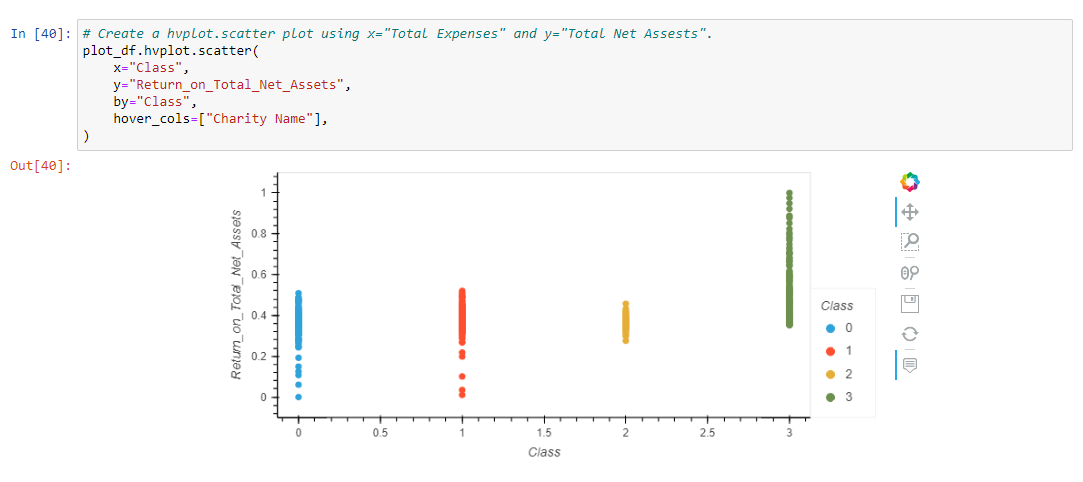 In [40]: # Create a hvplot.scatter plot using x="Total Expenses" and y="Total Net Assests".
plot_df.hvplot.scatter(
x="Class",
y="Return_on_Total_Net_Assets",
by="Class",
hover_cols=["Charity Name"],
)
Out[40]:
Return_on_Total_Net_Assets
1
0.8
0.6
0.4
0.2
0
0 0.5 1 1.5 2 2.5 3
Class
Class
0
1
2
3